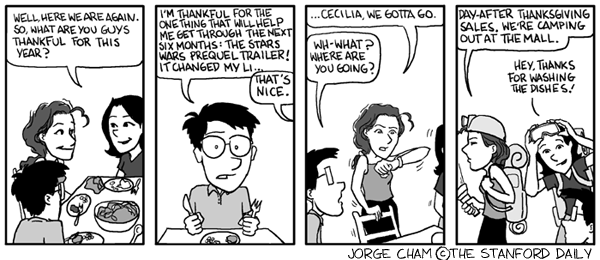 WELL, HERE WE ARE AGAIN.
SO, WHAT ARE YOU GUYS
THANKFUL FOR THIS
YEAR?
I'M THANKFUL FOR THE
ONE THING THAT WILL HELP
ME GET THROUGH THE NEXT
SIX MONTHS: THE STARS
WARS PREQUEL TRAILER!
IT CHANGED MY LI...
THAT'S
NICE.
...CECILIA, WE GOTTA GO.
WH-WHAT?
WHERE ARE
YOU GOING?
DAY-AFTER THANKSGIVING
SALES. WE'RE CAMPING
OUT AT THE MALL.
HEY, THANKS
FOR WASHING
THE DISHES!
JORGE CHAM ©THE STANFORD DAILY